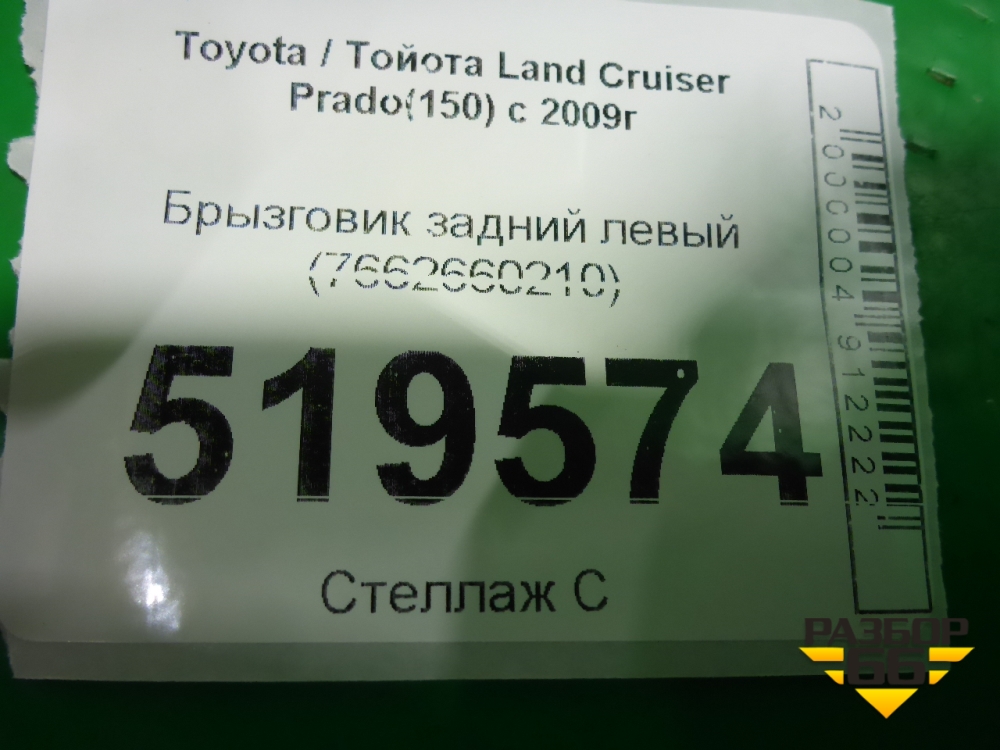 Toyota / Тойота Land Cruiser
Prado(150) с 2009г
Брызговик задний левый
(7662660210)
519574
Стеллаж С
2000004912222
РАЗБОР
66